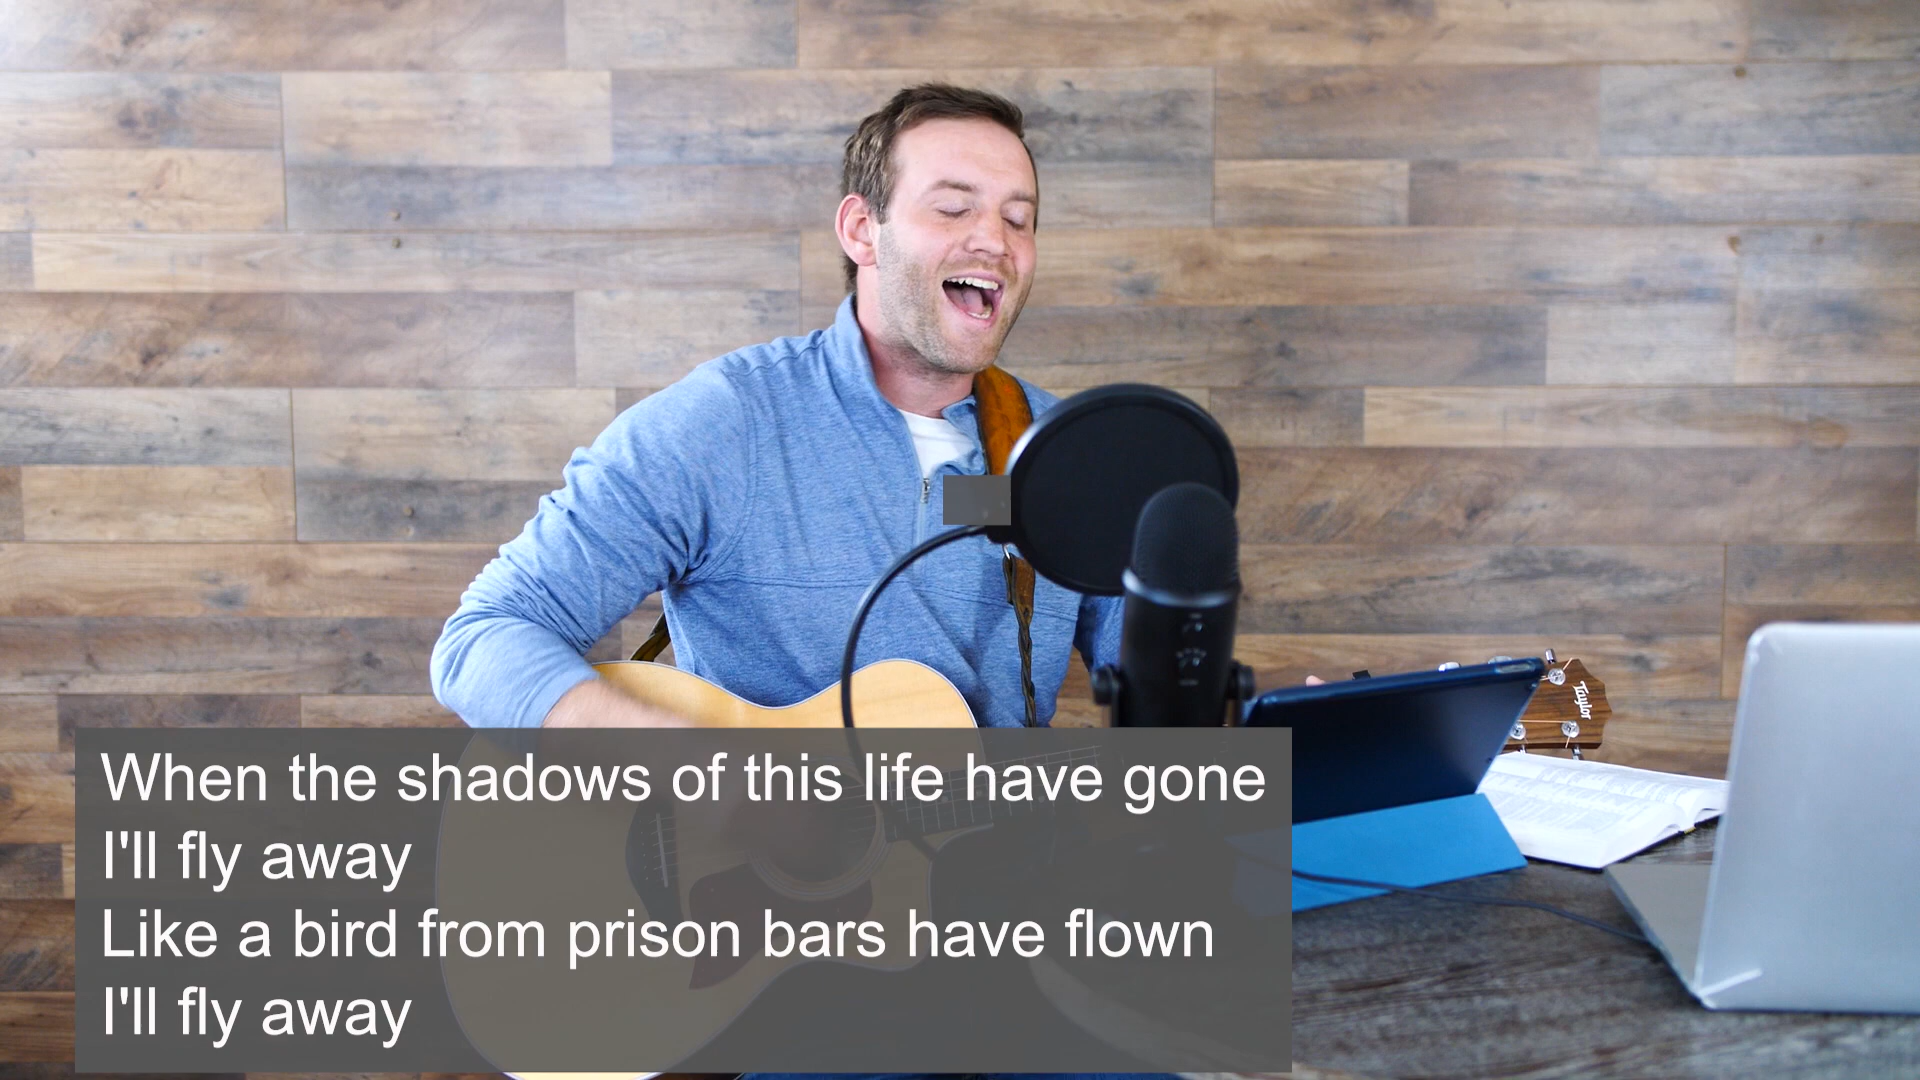 When the shadows of this life have gone
I'll fly away
Like a bird from prison bars have flown
I'll fly away
Taylor